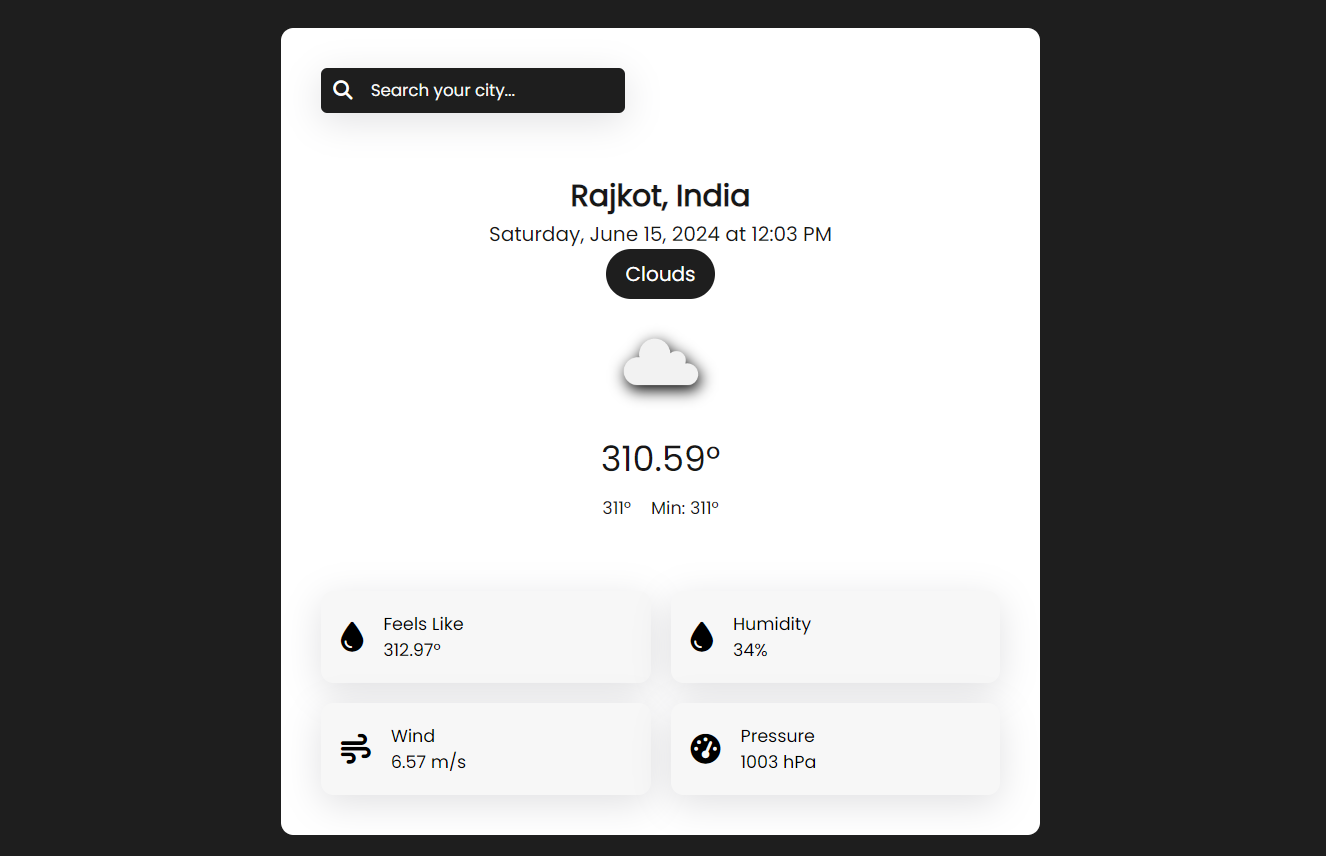 Search your city...
Rajkot, India
Saturday, June 15, 2024 at 12:03 PM
Clouds
310.59°
311° Min: 311°
Feels Like
312.97°
Humidity
34%
Wind
6.57 m/s
Pressure
1003 hPa